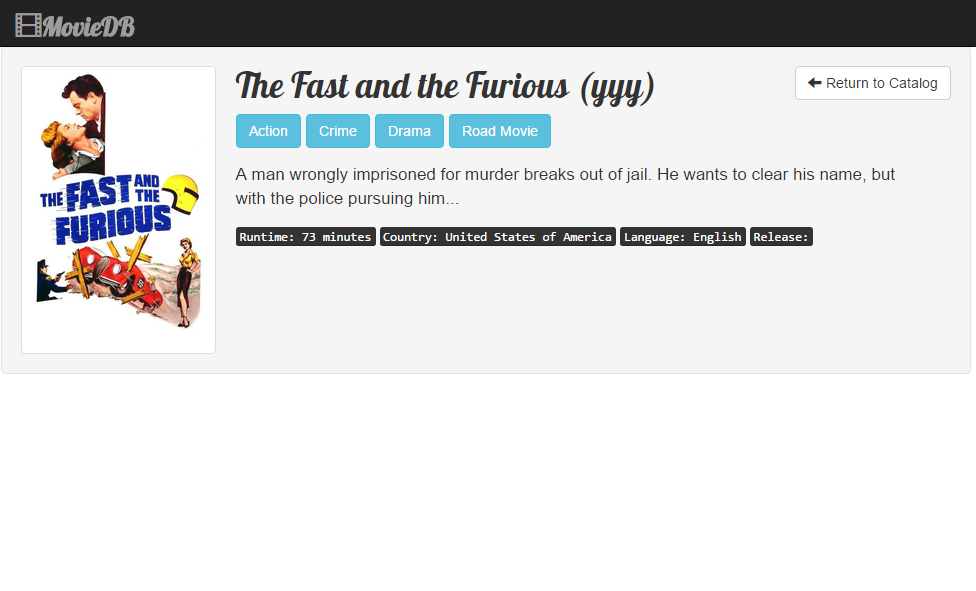 MovieDB
The Fast and the Furious (yyy)
Return to Catalog
Action Crime Drama Road Movie
A man wrongly imprisoned for murder breaks out of jail. He wants to clear his name, but
with the police pursuing him...
Runtime: 73 minutes Country: United States of America Language: English Release:
THE FAST AND THE
FURIOUS